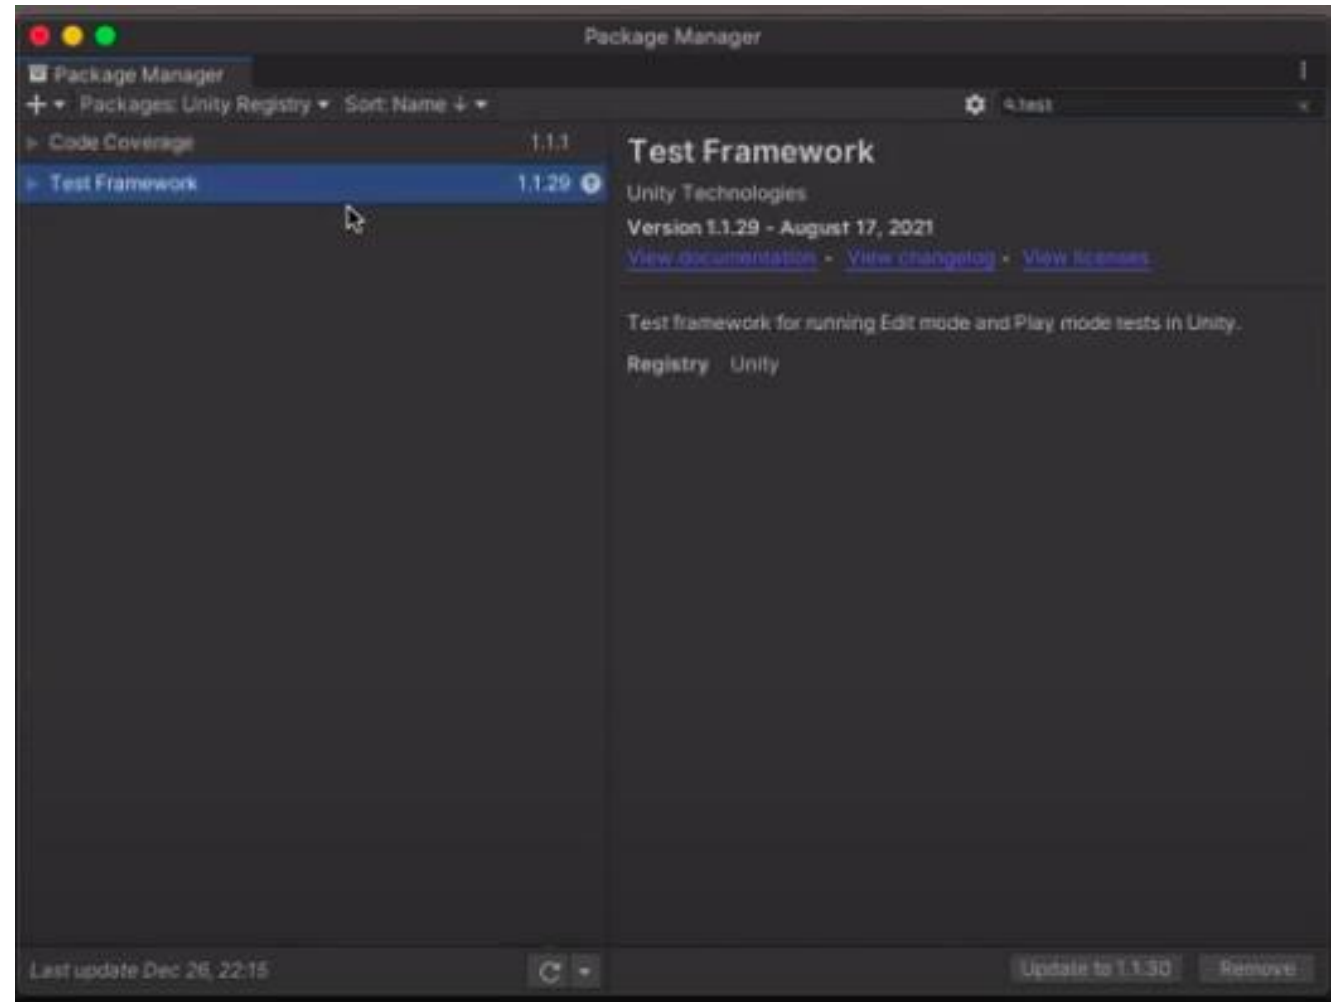 Package Manager
Package Manager
Packages: Unity Registry Sort: Name ↓
test
Code Coverage 1.1.1
Test Framework 1.1.29
Test Framework
Unity Technologies
Version 1.1.29 - August 17, 2021
View documentation • View changelog • View licenses
Test framework for running Edit mode and Play mode tests in Unity.
Registry Unity
Last update Dec 26, 22:15
Update to 1.1.30 Remove